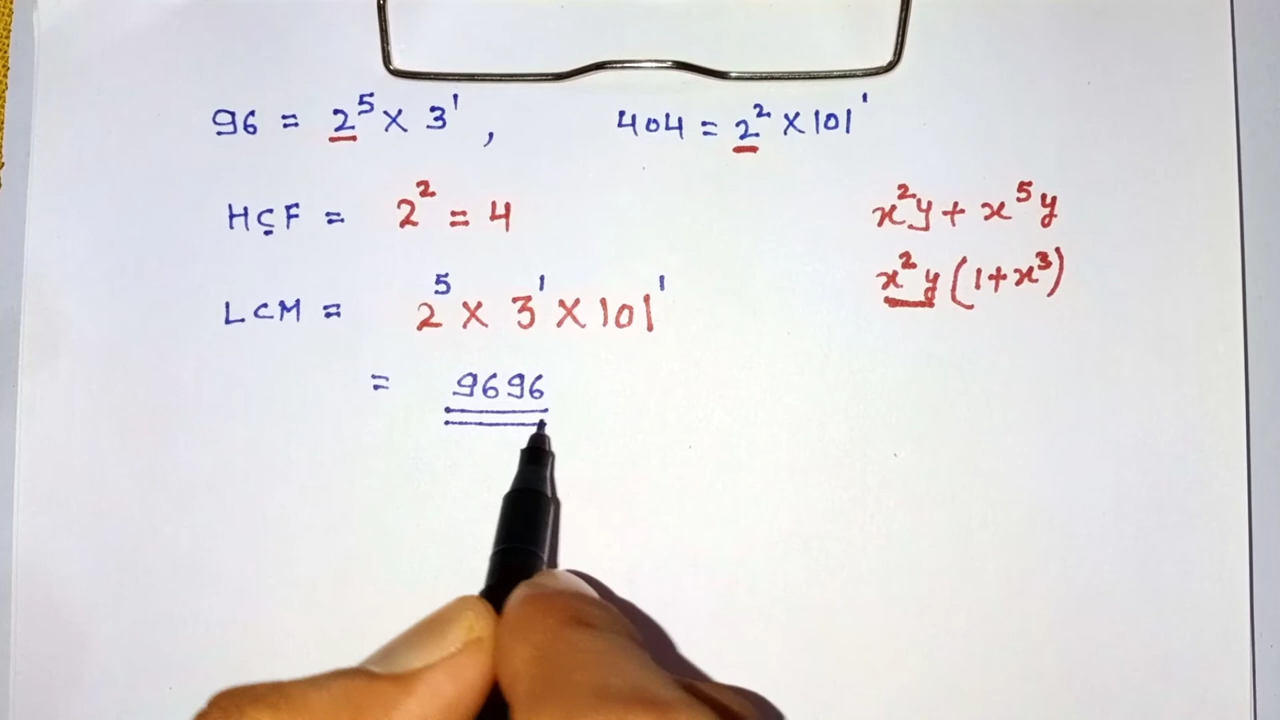 96 = 2⁵ × 3¹ , 404 = 2² × 101¹
HCF = 2² = 4
x²y + x⁵y
x²y (1+x³)
LCM = 2⁵ × 3¹ × 101¹
= 9696